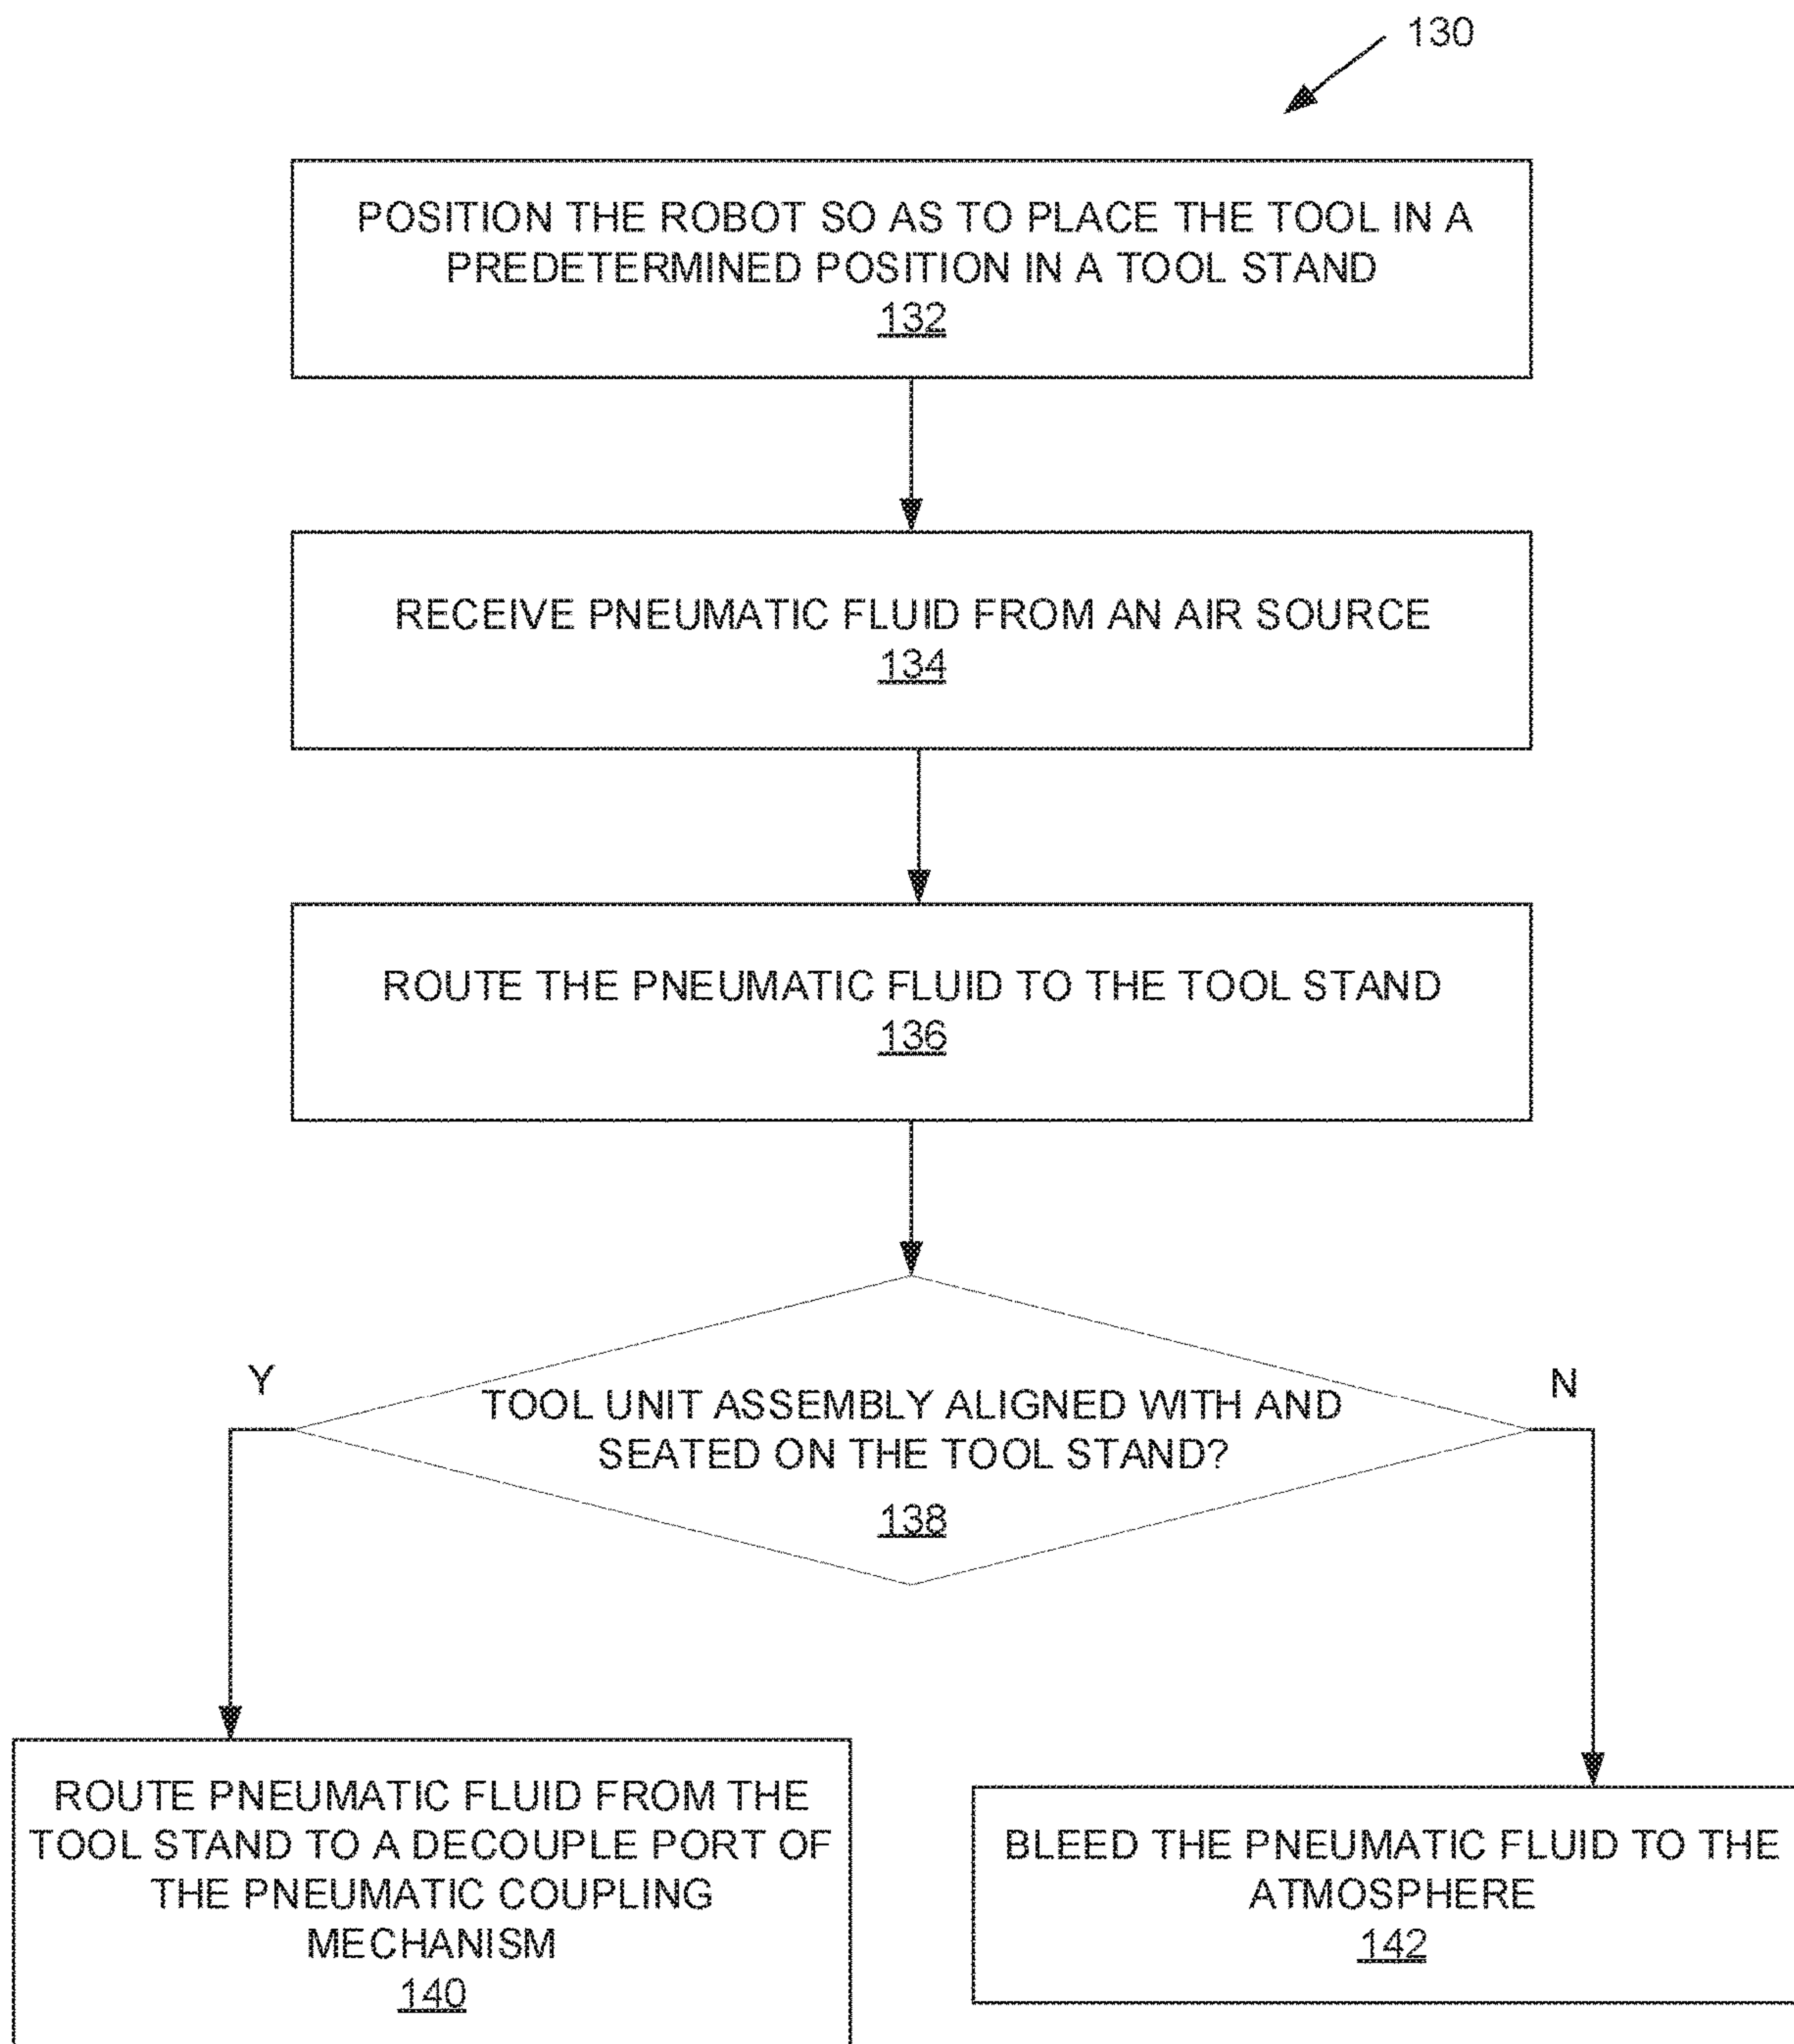 130
POSITION THE ROBOT SO AS TO PLACE THE TOOL IN A
PREDETERMINED POSITION IN A TOOL STAND
132
RECEIVE PNEUMATIC FLUID FROM AN AIR SOURCE
134
ROUTE THE PNEUMATIC FLUID TO THE TOOL STAND
136
TOOL UNIT ASSEMBLY ALIGNED WITH AND
SEATED ON THE TOOL STAND?
138
Y
N
ROUTE PNEUMATIC FLUID FROM THE
TOOL STAND TO A DECOUPLE PORT OF
THE PNEUMATIC COUPLING
MECHANISM
140
BLEED THE PNEUMATIC FLUID TO THE
ATMOSPHERE
142